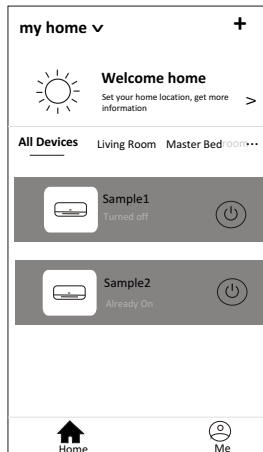 my home
+
Welcome home
Set your home location, get more
information
>
All Devices Living Room Master Bedroom...
Sample1
Turned off
Sample2
Already On
Home Me